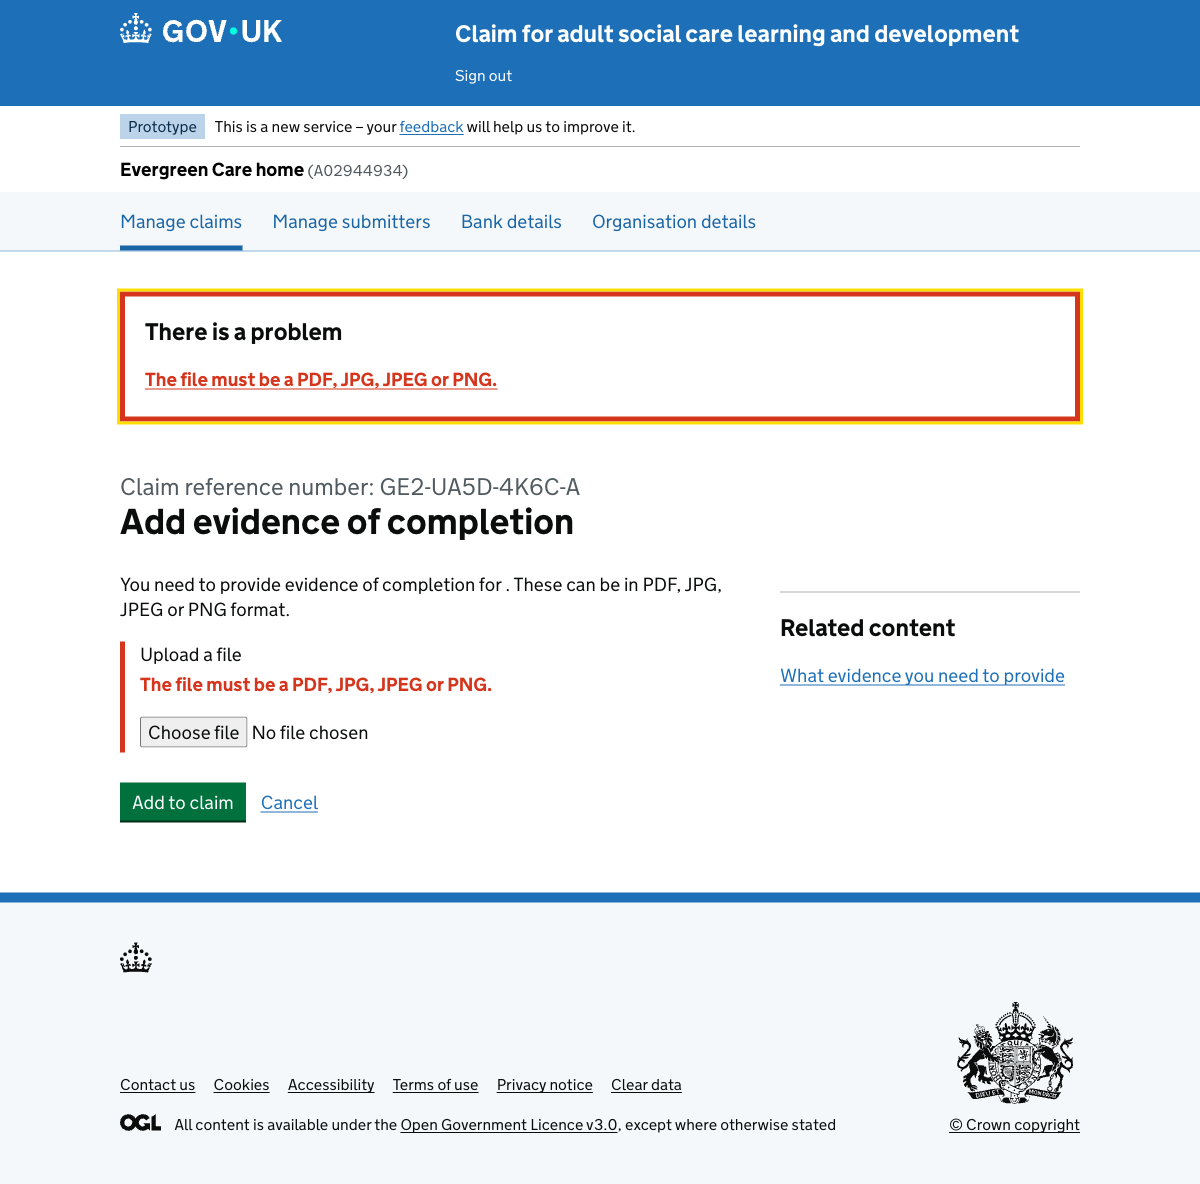 GOV·UK
Claim for adult social care learning and development
Sign out
Prototype
This is a new service – your feedback will help us to improve it.
Evergreen Care home (A02944934)
Manage claims
Manage submitters
Bank details
Organisation details
There is a problem
The file must be a PDF, JPG, JPEG or PNG.
Claim reference number: GE2-UA5D-4K6C-A
Add evidence of completion
You need to provide evidence of completion for . These can be in PDF, JPG,
JPEG or PNG format.
Upload a file
The file must be a PDF, JPG, JPEG or PNG.
Choose file No file chosen
Add to claim
Cancel
Related content
What evidence you need to provide
Contact us
Cookies
Accessibility
Terms of use
Privacy notice
Clear data
OGL
All content is available under the Open Government Licence v3.0, except where otherwise stated
© Crown copyright